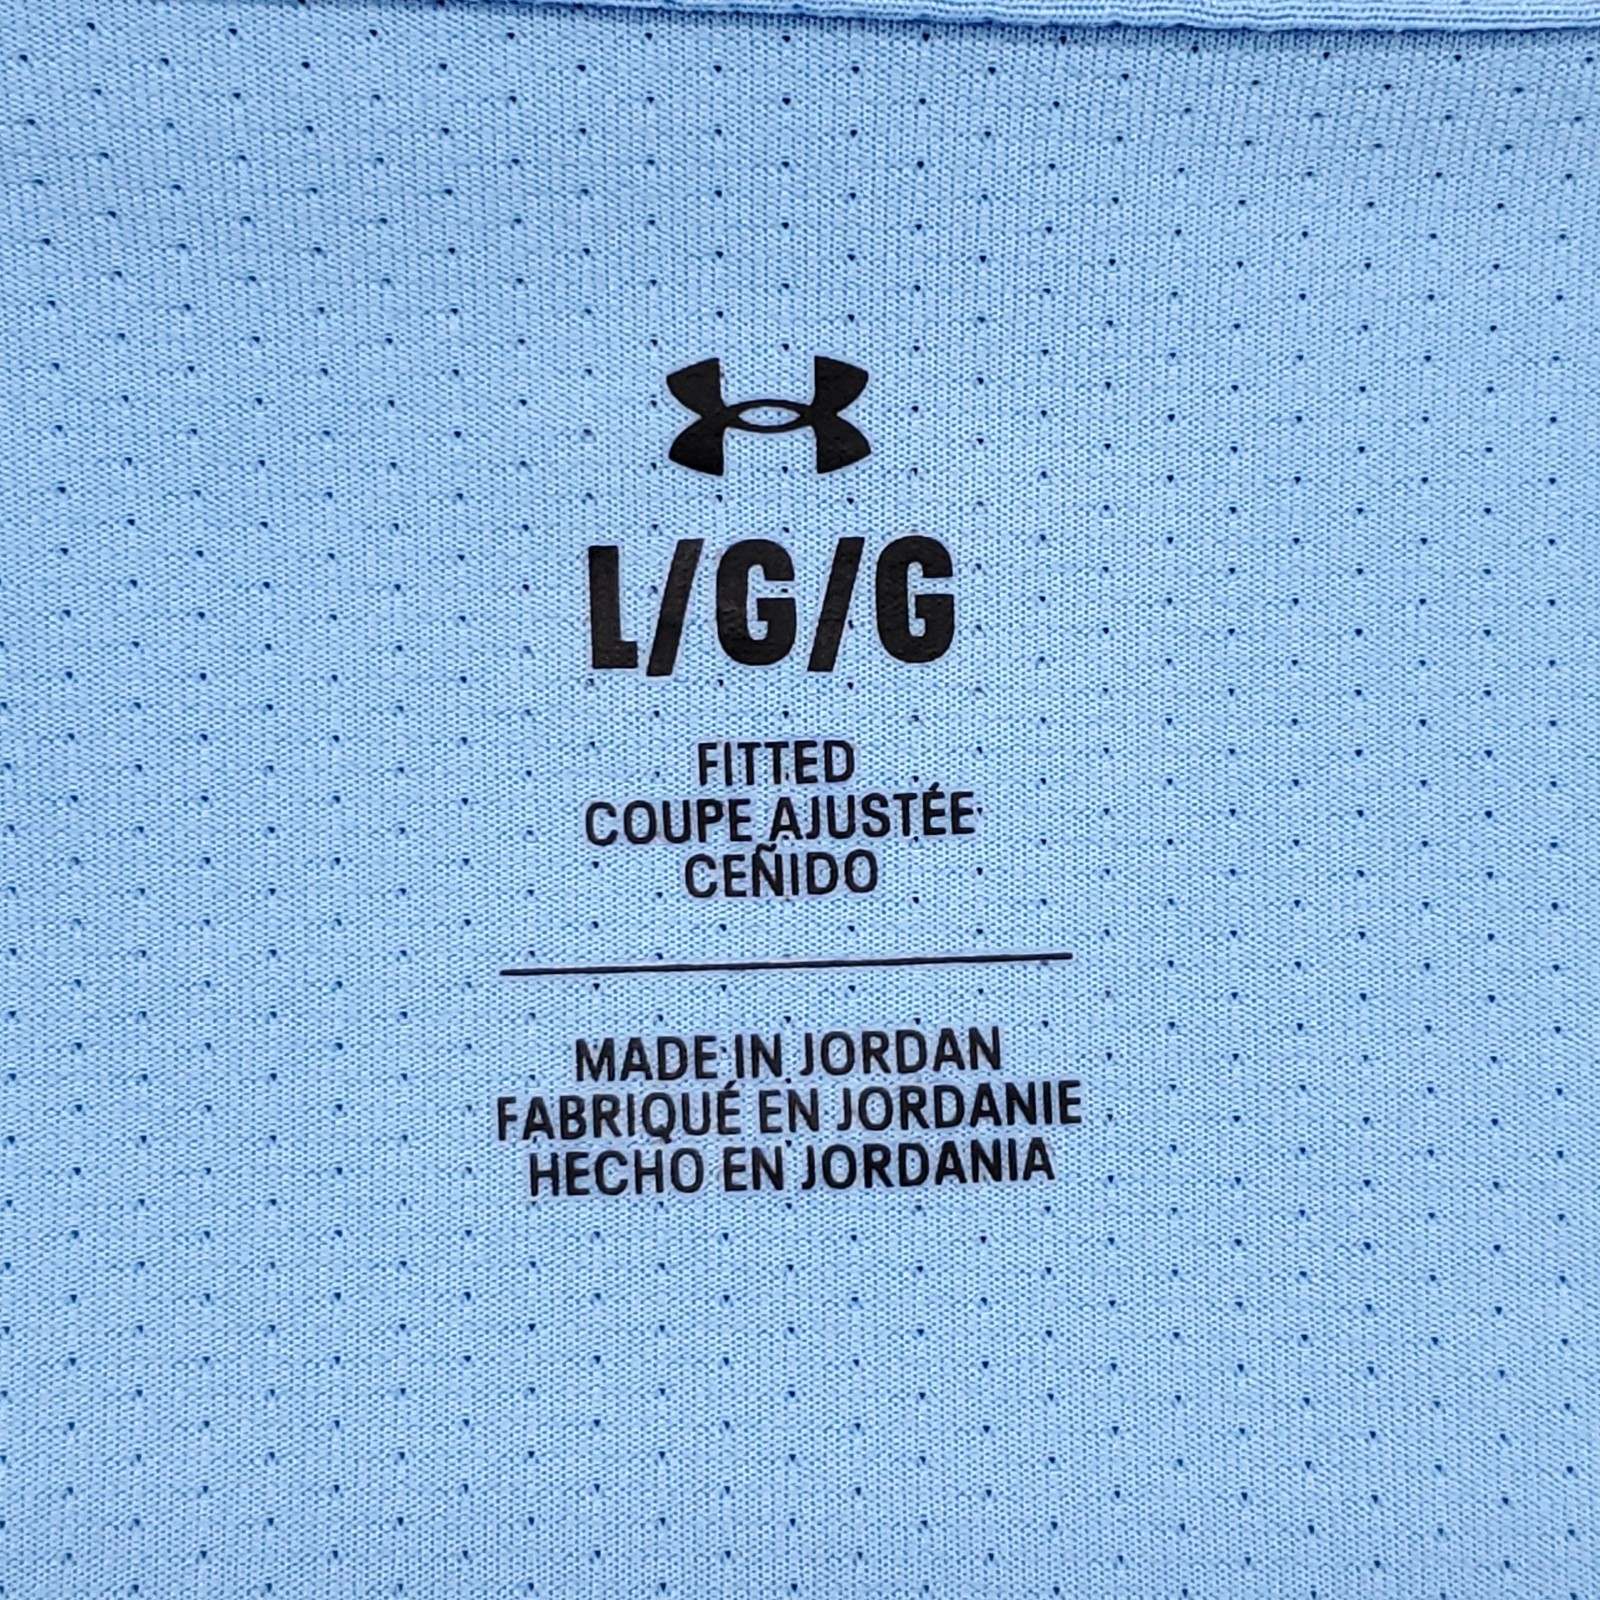 L/G/G
FITTED
COUPE AJUSTÉE
CEÑIDO
MADE IN JORDAN
FABRIQUÉ EN JORDANIE
HECHO EN JORDANIA